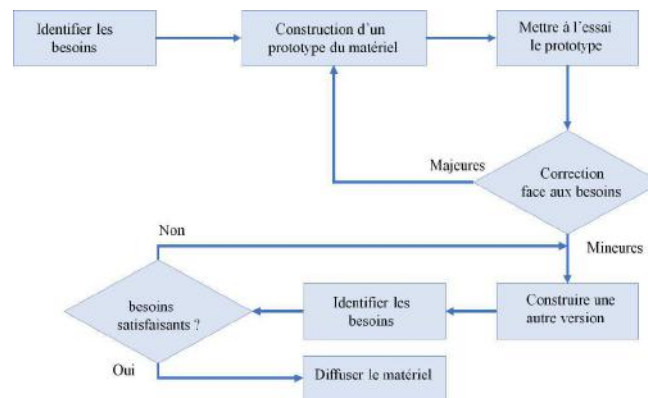 Identifier les
besoins
Construction d'un
prototype du matériel
Mettre à l'essai
le prototype
Majeures
Correction
face aux besoins
Non
Mineures
besoins
satisfaisants ?
Identifier les
besoins
Construire une
autre version
Oui
Diffuser le matériel